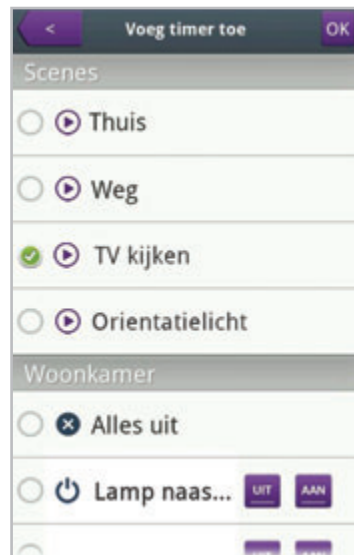 < Voeg timer toe OK
Scenes
Thuis
Weg
TV kijken
Orientatielicht
Woonkamer
Alles uit
Lamp naas... UIT AAN